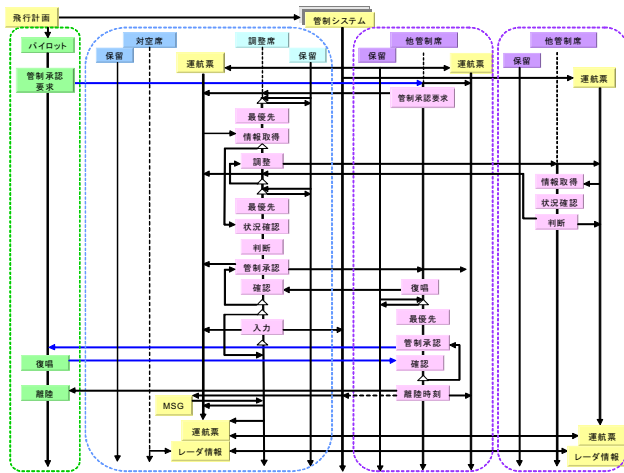 飛行計画
管制システム
パイロット
対空席
調整席
他管制席
他管制席
保留
保留
保留
保留
運航票
運航票
運航票
管制承認
要求
管制承認要求
最優先
情報取得
調整
情報取得
最優先
状況確認
状況確認
判断
判断
管制承認
確認
復唱
入力
最優先
管制承認
復唱
確認
離陸
離陸時刻
MSG
運航票
運航票
レーダ情報
レーダ情報